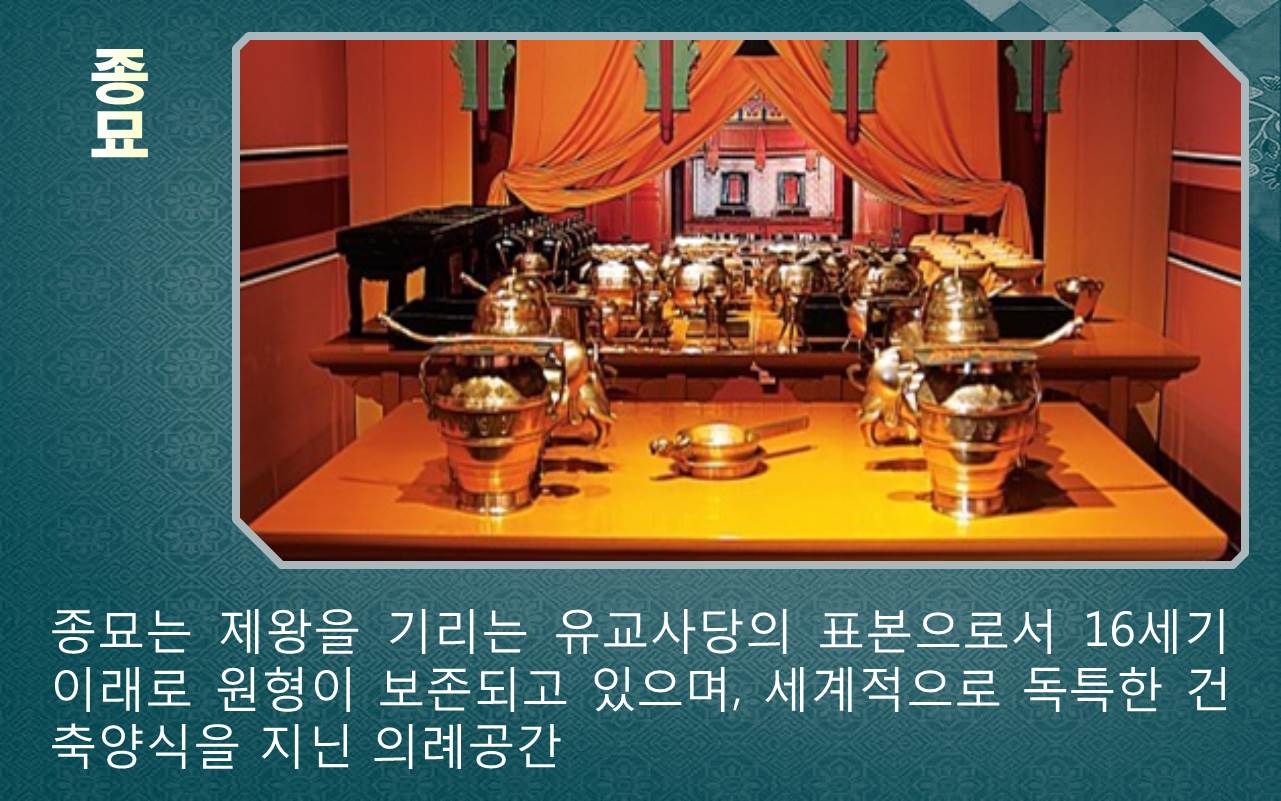 종묘
종묘는 제왕을 기리는 유교사당의 표본으로서 16세기
이래로 원형이 보존되고 있으며, 세계적으로 독특한 건
축양식을 지닌 의례공간